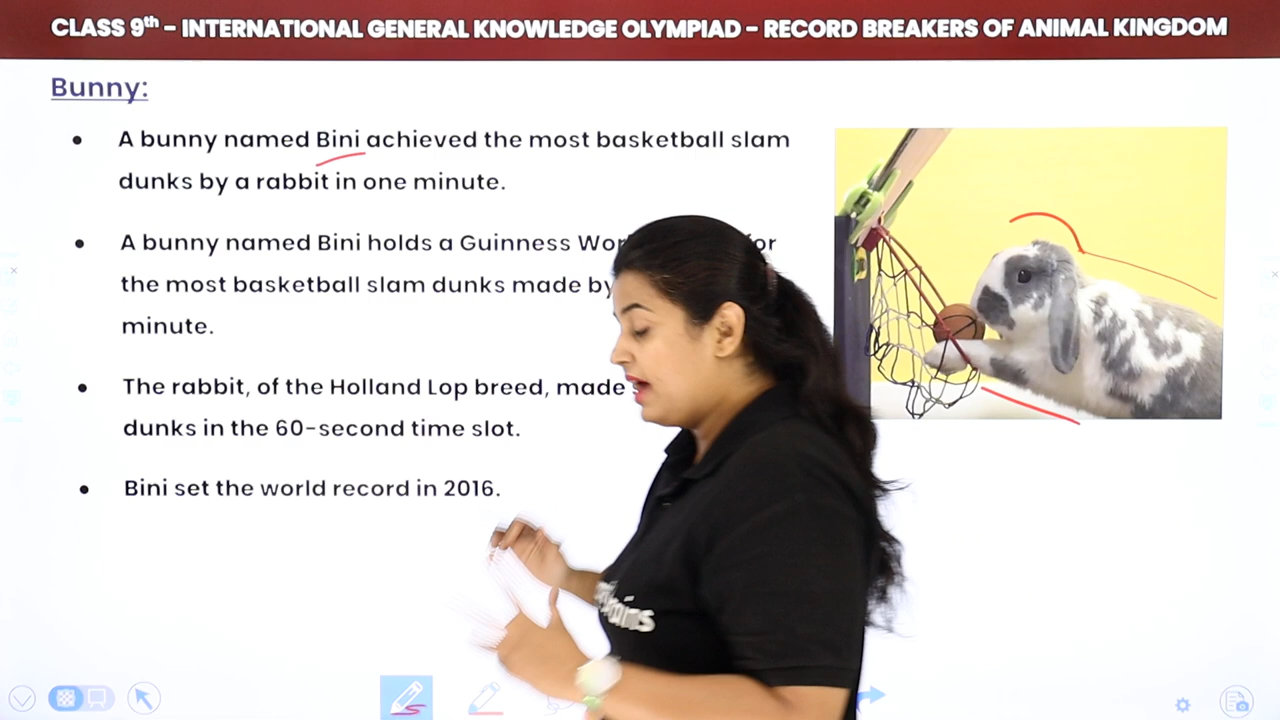 CLASS 9th - INTERNATIONAL GENERAL KNOWLEDGE OLYMPIAD - RECORD BREAKERS OF ANIMAL KINGDOM
Bunny:
• A bunny named Bini achieved the most basketball slam
dunks by a rabbit in one minute.
• A bunny named Bini holds a Guinness
the most basketball slam dunks made by
minute.
• The rabbit, of the Holland Lop breed, made
dunks in the 60-second time slot.
• Bini set the world record in 2016.